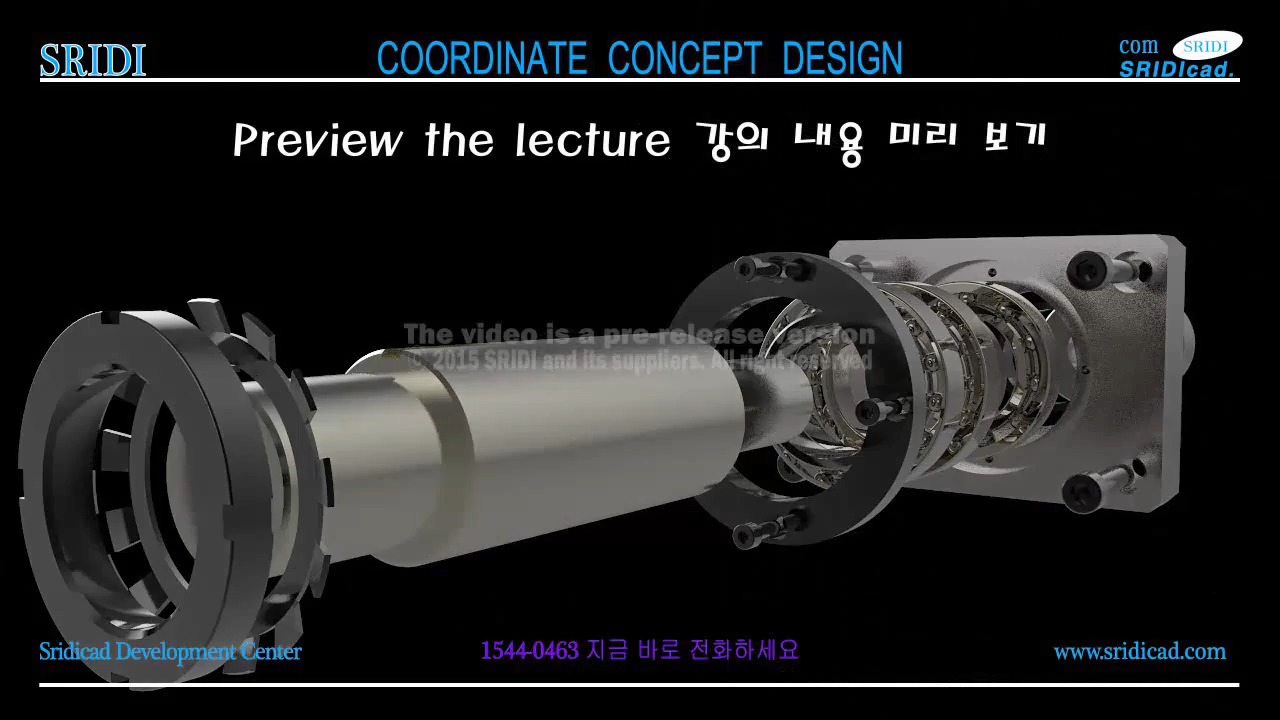 SRIDI
COORDINATE CONCEPT DESIGN
com SRIDI
SRIDIcad.
Preview the lecture 강의 내용 미리 보기
The video is a pre-release version
© 2015 SRIDI and its suppliers. All right reserved
Sridicad Development Center
1544-0463 지금 바로 전화하세요
www.sridicad.com